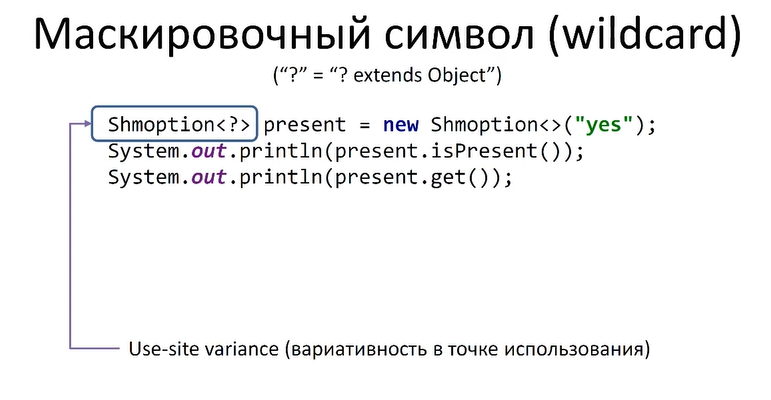 Маскировочный символ (wildcard)
(“?” = “? extends Object”)
Shmoption<?> present = new Shmoption<>("yes");
System.out.println(present.isPresent());
System.out.println(present.get());
Use-site variance (вариативность в точке использования)